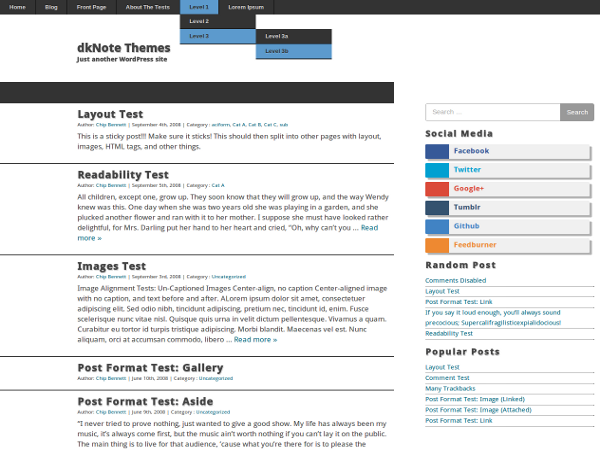 Home Blog Front Page About The Tests Level 1 Lorem Ipsum
Level 2
Level 3 Level 3a
Level 3b
dkNote Themes
Just another WordPress site
Layout Test
Author: Chip Bennett | September 4th, 2008 | Category : aciform, Cat A, Cat B, Cat C, sub
This is a sticky post!!! Make sure it sticks! This should then split into other pages with layout,
images, HTML tags, and other things.
Readability Test
Author: Chip Bennett | September 5th, 2008 | Category : Cat A
All children, except one, grow up. They soon know that they will grow up, and the way Wendy
knew was this. One day when she was two years old she was playing in a garden, and she
plucked another flower and ran with it to her mother. I suppose she must have looked rather
delightful, for Mrs. Darling put her hand to her heart and cried, "Oh, why can't you ... Read
more »
Images Test
Author: Chip Bennett | September 3rd, 2008 | Category : Uncategorized
Image Alignment Tests: Un-Captioned Images Center-align, no caption Center-aligned image
with no caption, and text before and after. ALorem ipsum dolor sit amet, consectetuer
adipiscing elit. Sed odio nibh, tincidunt adipiscing, pretium nec, tincidunt id, enim. Fusce
scelerisque nunc vitae nisl. Quisque quis urna in velit dictum pellentesque. Vivamus a quam.
Curabitur eu tortor id turpis tristique adipiscing. Morbi blandit. Maecenas vel est. Nunc
aliquam, orci at accumsan commodo, libero ... Read more »
Post Format Test: Gallery
Author: Chip Bennett | June 10th, 2008 | Category : Uncategorized
Post Format Test: Aside
Author: Chip Bennett | June 9th, 2008 | Category : Uncategorized
"I never tried to prove nothing, just wanted to give a good show. My life has always been my
music, it's always come first, but the music ain't worth nothing if you can't lay it on the public.
The main thing is to live for that audience, 'cause what you're there for is to please the
Search ... Search
Social Media
Facebook
Twitter
Google+
Tumblr
Github
Feedburner
Random Post
Comments Disabled
Layout Test
Post Format Test: Link
If you say it loud enough, you'll always sound
precocious; Supercalifragilisticexpialidocious!
Readability Test
Popular Posts
Layout Test
Comment Test
Many Trackbacks
Post Format Test: Image (Linked)
Post Format Test: Image (Attached)
Post Format Test: Link